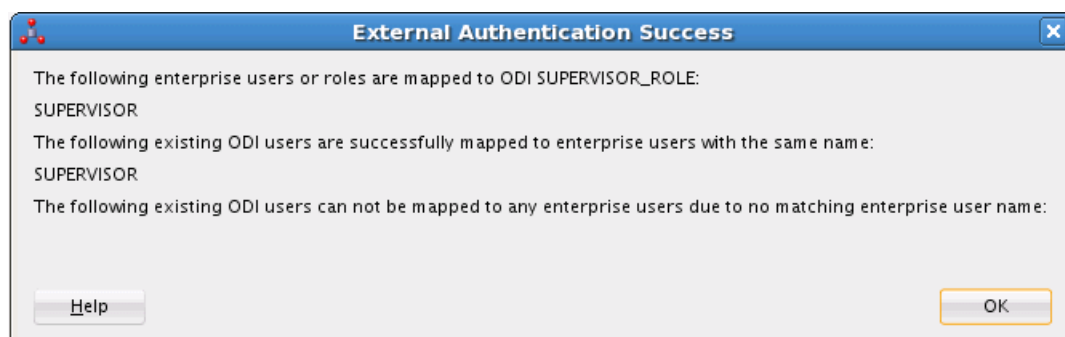 External Authentication Success
The following enterprise users or roles are mapped to ODI SUPERVISOR_ROLE:
SUPERVISOR
The following existing ODI users are successfully mapped to enterprise users with the same name:
SUPERVISOR
The following existing ODI users can not be mapped to any enterprise users due to no matching enterprise user name:
Help
OK